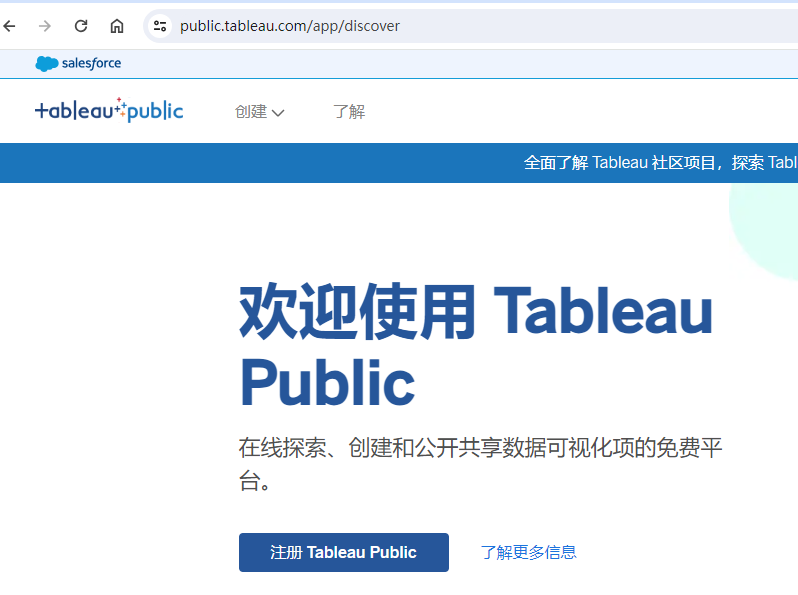 public.tableau.com/app/discover
salesforce
+ableau public
创建 了解
全面了解 Tableau 社区项目，探索 Tabl
欢迎使用 Tableau
Public
在线探索、创建和公开共享数据可视化项的免费平
台。
注册 Tableau Public 了解更多信息